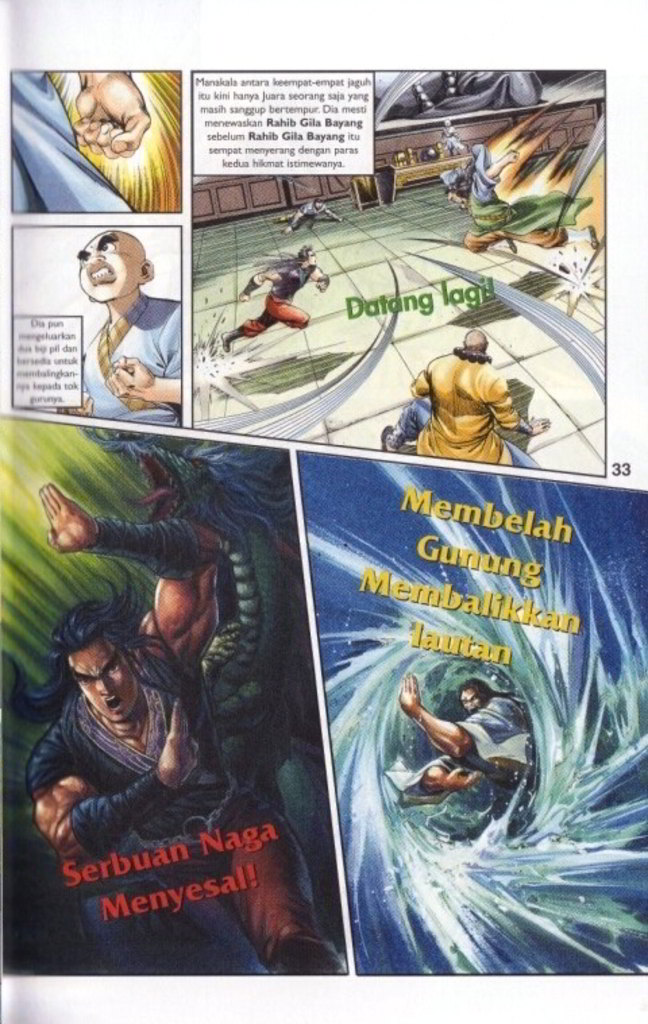 Manakala antara keempat-empat jaguh
itu kini hanya Juara seorang saja yang
masih sanggup bertempur. Dia mesti
menewaskan Rahib Gila Bayang
sebelum Rahib Gila Bayang itu
sempat menyerang dengan paras
kedua hikmat istimewanya.
Datang lagi!
Dia pun
mengeluarkan
dua biji pil dan
bersedia untuk
membalingkan-
nya kepada tok
gurunya.
33
Membelah
Gunung
Membalikkan
lautan
Serbuan Naga
Menyesal!